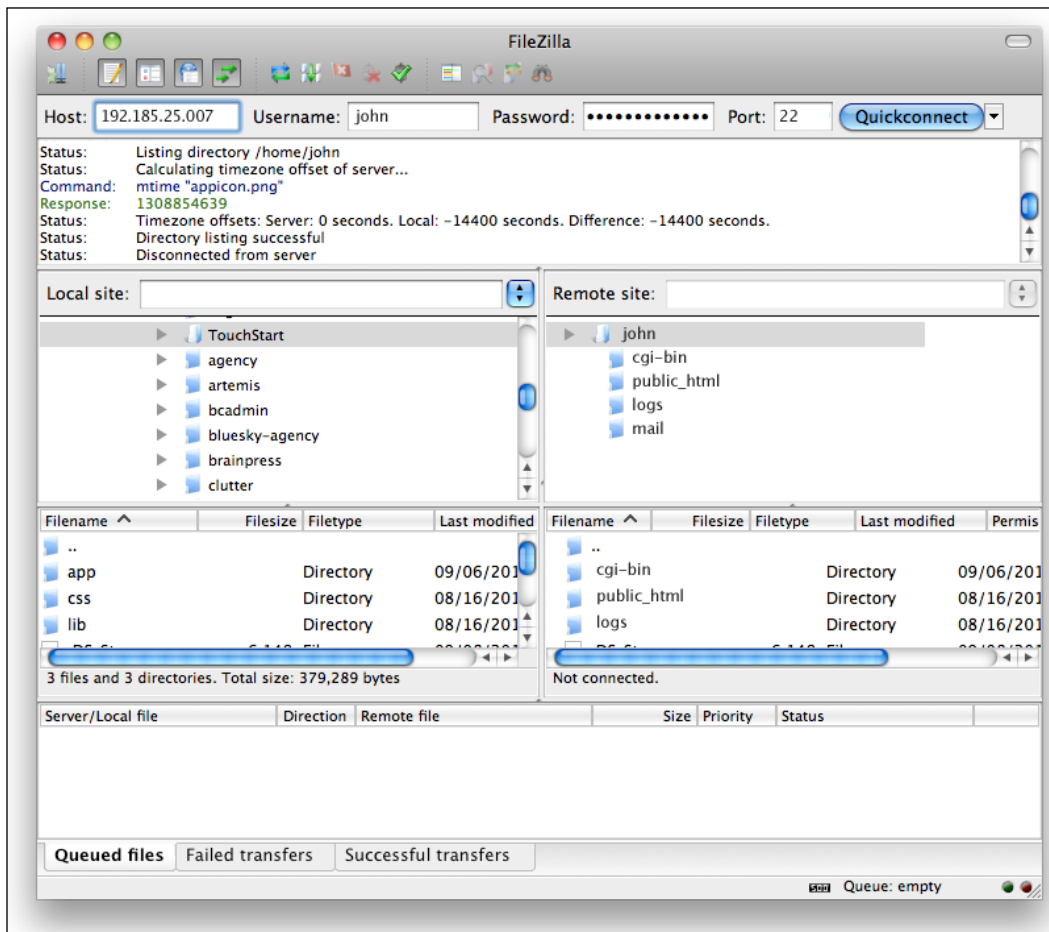 FileZilla
Host: 192.185.25.007 Username: john Password: ••••••••••••• Port: 22 Quickconnect
Status: Listing directory /home/john
Status: Calculating timezone offset of server...
Command: mtime "appicon.png"
Response: 1308854639
Status: Timezone offsets: Server: 0 seconds. Local: -14400 seconds. Difference: -14400 seconds.
Status: Directory listing successful
Status: Disconnected from server
Local site:
TouchStart
agency
artemis
bcadmin
bluesky-agency
brainpress
clutter
Remote site:
john
cgi-bin
public_html
logs
mail
Filename Filesize Filetype Last modified
..
app Directory 09/06/201
css Directory 08/16/201
lib Directory 08/16/201
3 files and 3 directories. Total size: 379,289 bytes
Filename Filesize Filetype Last modified Permis
..
cgi-bin Directory 09/06/201
public_html Directory 08/16/201
logs Directory 08/16/201
Not connected.
Server/Local file Direction Remote file Size Priority Status
Queued files Failed transfers Successful transfers
Queue: empty